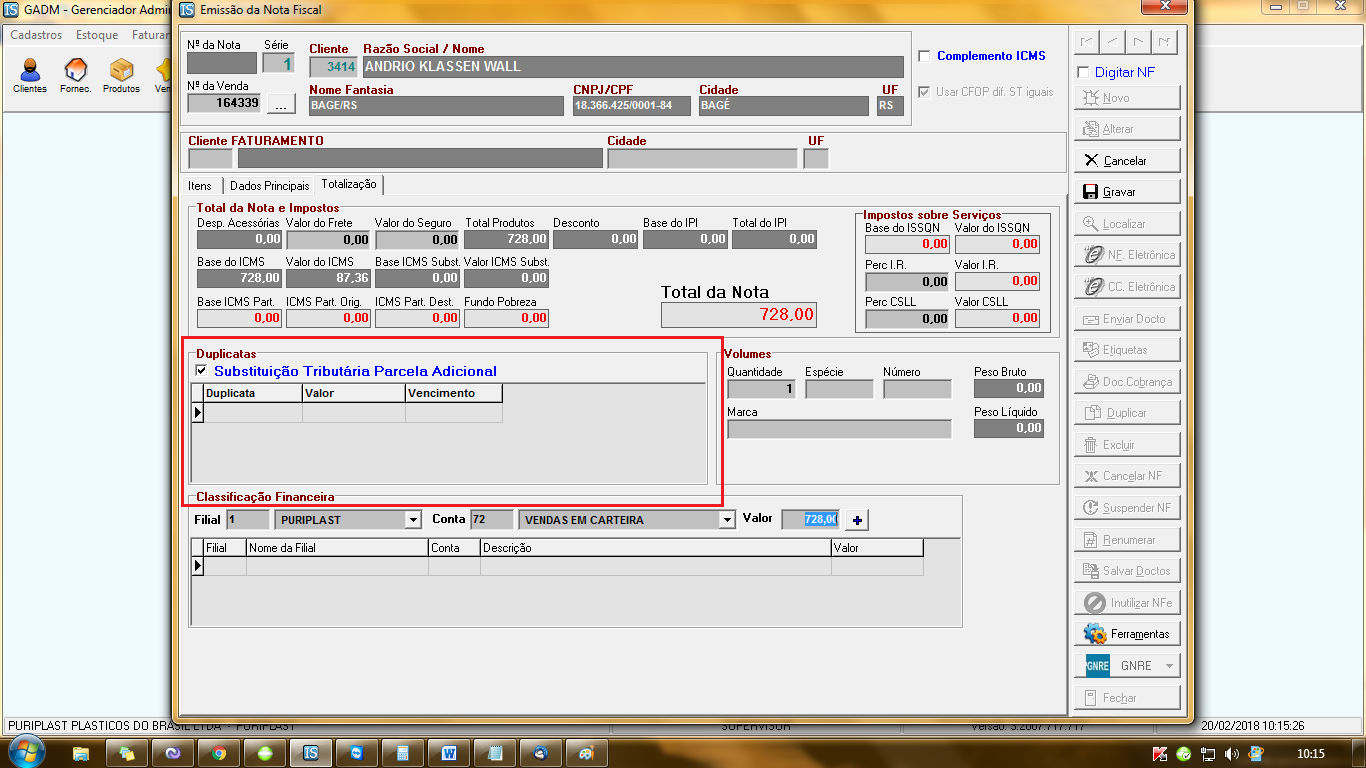 GADM - Gerenciador Admin
Emissão da Nota Fiscal
Cadastros Estoque Faturar
Clientes Fornec. Produtos Ven
Nº da Nota Série Cliente Razão Social / Nome
1 3414 ANDRIO KLASSEN WALL
Nº da Venda Nome Fantasia CNPJ/CPF Cidade UF
164339 ... BAGE/RS 18.366.425/0001-84 BAGÉ RS
Complemento ICMS
Usar CFOP dif. ST iguais
Cliente FATURAMENTO Cidade UF
Itens Dados Principais Totalização
Total da Nota e Impostos
Desp. Acessórias Valor do Frete Valor do Seguro Total Produtos Desconto Base do IPI Total do IPI
0,00 0,00 0,00 728,00 0,00 0,00 0,00
Base do ICMS Valor do ICMS Base ICMS Subst. Valor ICMS Subst.
728,00 87,36 0,00 0,00
Base ICMS Part. ICMS Part. Orig. ICMS Part. Dest. Fundo Pobreza
0,00 0,00 0,00 0,00
Total da Nota
728,00
Impostos sobre Serviços
Base do ISSQN Valor do ISSQN
0,00 0,00
Perc I.R. Valor I.R.
0,00 0,00
Perc CSLL Valor CSLL
0,00 0,00
Duplicatas
Substituição Tributária Parcela Adicional
Duplicata Valor Vencimento
Volumes
Quantidade Espécie Número Peso Bruto
1 0,00
Marca Peso Líquido
0,00
Classificação Financeira
Filial 1 PURIPLAST Conta 72 VENDAS EM CARTEIRA Valor 728,00 +
Filial Nome da Filial Conta Descrição Valor
Digitar NF
Novo
Alterar
Cancelar
Gravar
Localizar
NF. Eletrônica
CC. Eletrônica
Enviar Docto
Etiquetas
Doc.Cobrança
Duplicar
Excluir
Cancelar NF
Suspender NF
Renumerar
Salvar Doctos
Inutilizar NFe
Ferramentas
GNRE GNRE
Fechar
PURIPLAST PLASTICOS DO BRASIL LTDA - PURIPLAST SUPERVISOR Versão: 3.2007.717.717 20/02/2018 10:15:26
10:15